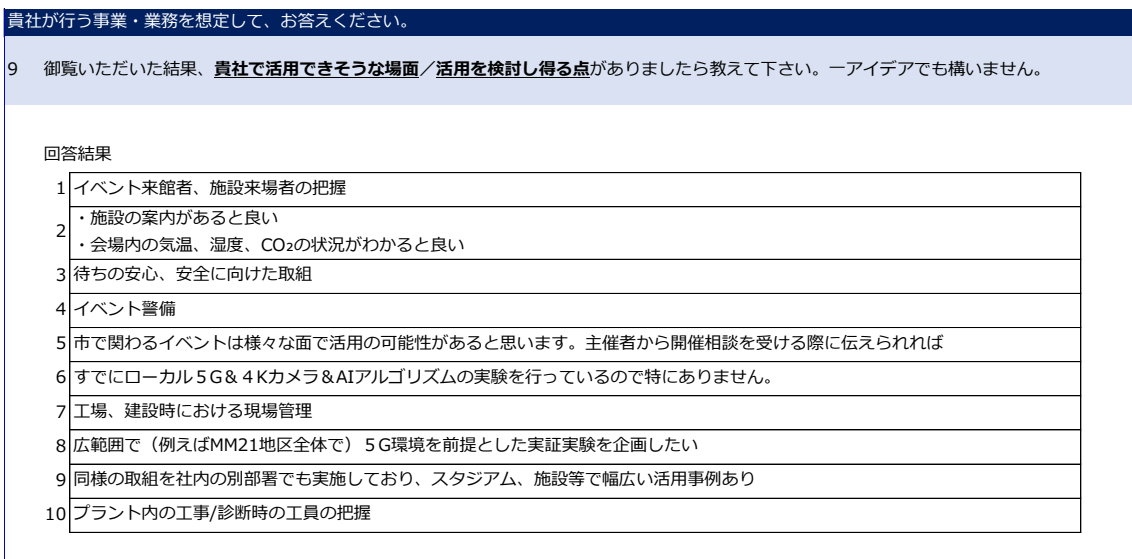 貴社が行う事業・業務を想定して、お答えください。
9 御覧いただいた結果、貴社で活用できそうな場面／活用を検討し得る点がありましたら教えて下さい。一アイデアでも構いません。
回答結果
1 イベント来館者、施設来場者の把握
2 ・施設の案内があると良い
・会場内の気温、湿度、CO₂の状況がわかると良い
3 待ちの安心、安全に向けた取組
4 イベント警備
5 市で関わるイベントは様々な面で活用の可能性があると思います。主催者から開催相談を受ける際に伝えられれば
6 すでにローカル５G&４Kカメラ&AIアルゴリズムの実験を行っているので特にありません。
7 工場、建設時における現場管理
8 広範囲で（例えばMM21地区全体で）５G環境を前提とした実証実験を企画したい
9 同様の取組を社内の別部署でも実施しており、スタジアム、施設等で幅広い活用事例あり
10 プラント内の工事/診断時の工員の把握